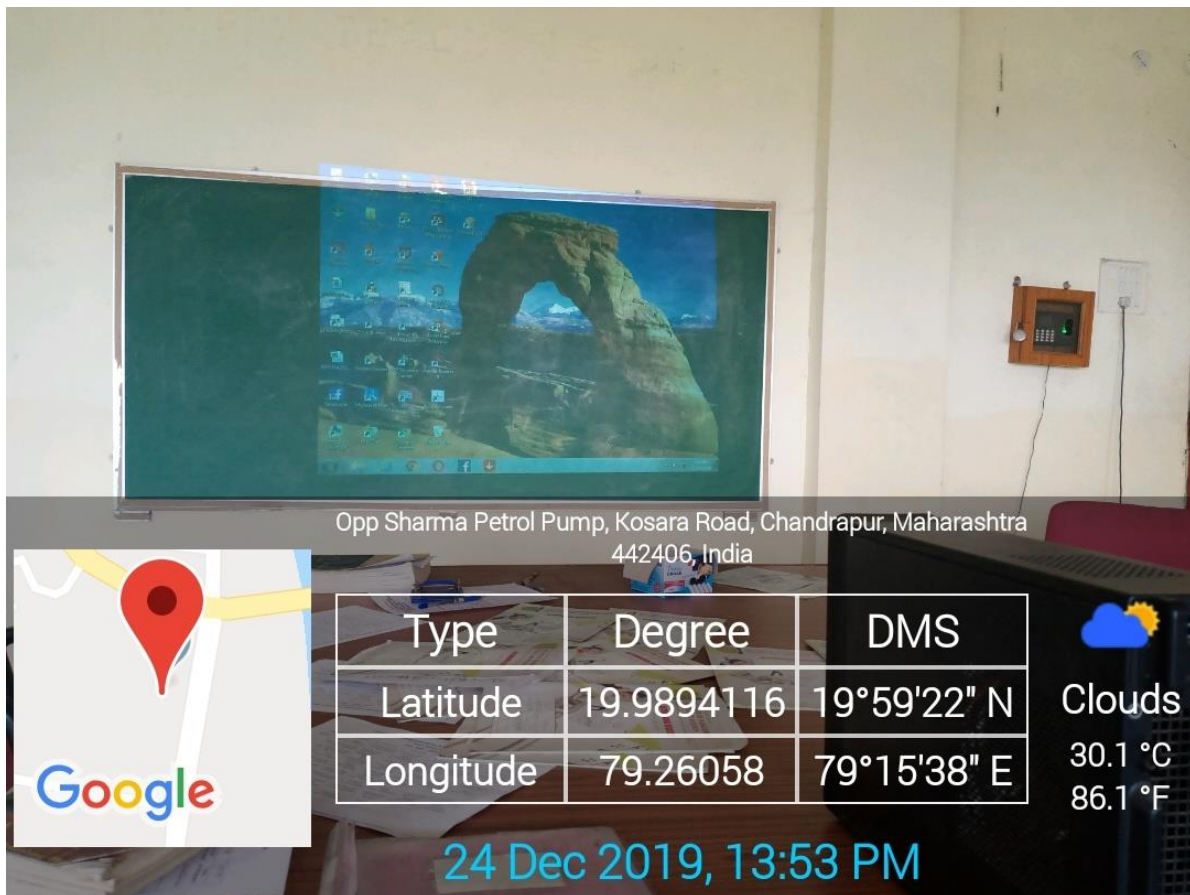 Opp Sharma Petrol Pump, Kosara Road, Chandrapur, Maharashtra
442406, India
Type Degree DMS
Latitude 19.9894116 19°59'22" N
Longitude 79.26058 79°15'38" E
Clouds
30.1 °C
86.1 °F
Google
24 Dec 2019, 13:53 PM